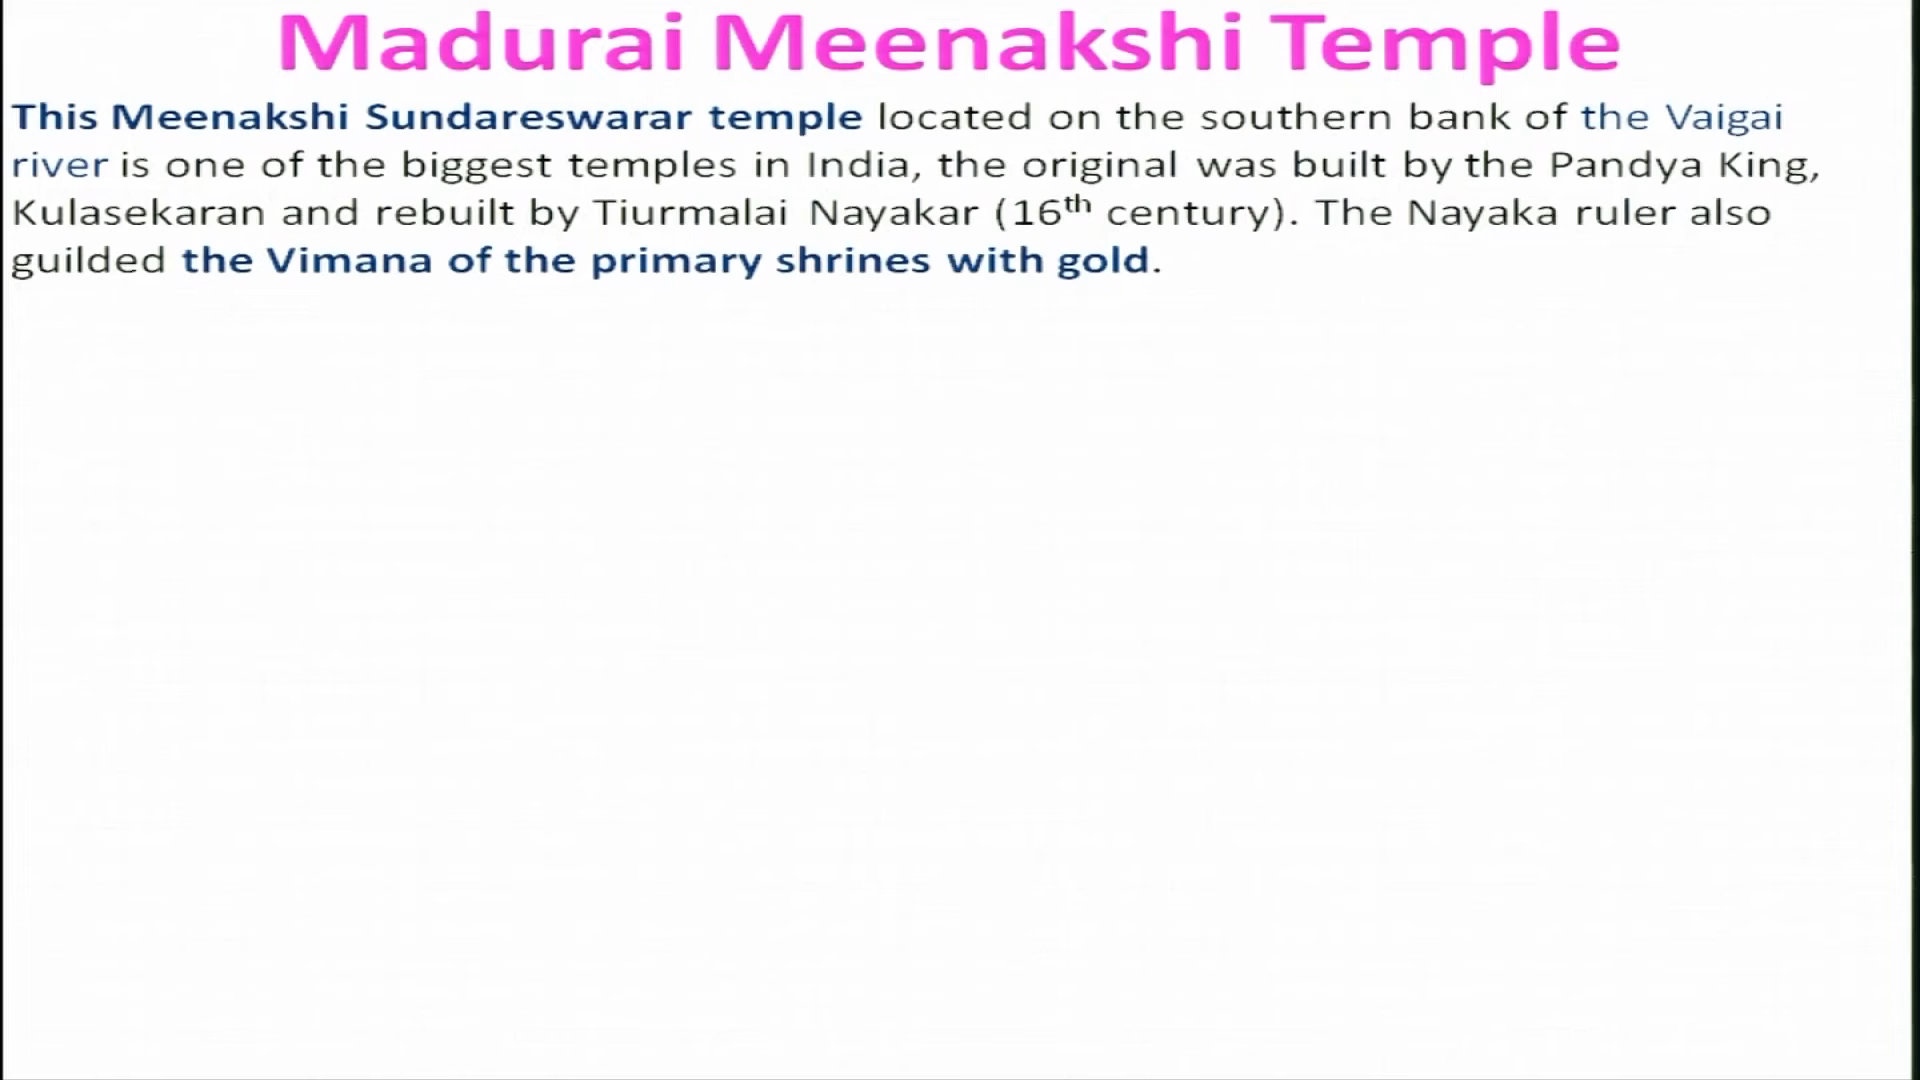 Madurai Meenakshi Temple
This Meenakshi Sundareswarar temple located on the southern bank of the Vaigai
river is one of the biggest temples in India, the original was built by the Pandya King,
Kulasekaran and rebuilt by Tiurmalai Nayakar (16th century). The Nayaka ruler also
guilded the Vimana of the primary shrines with gold.